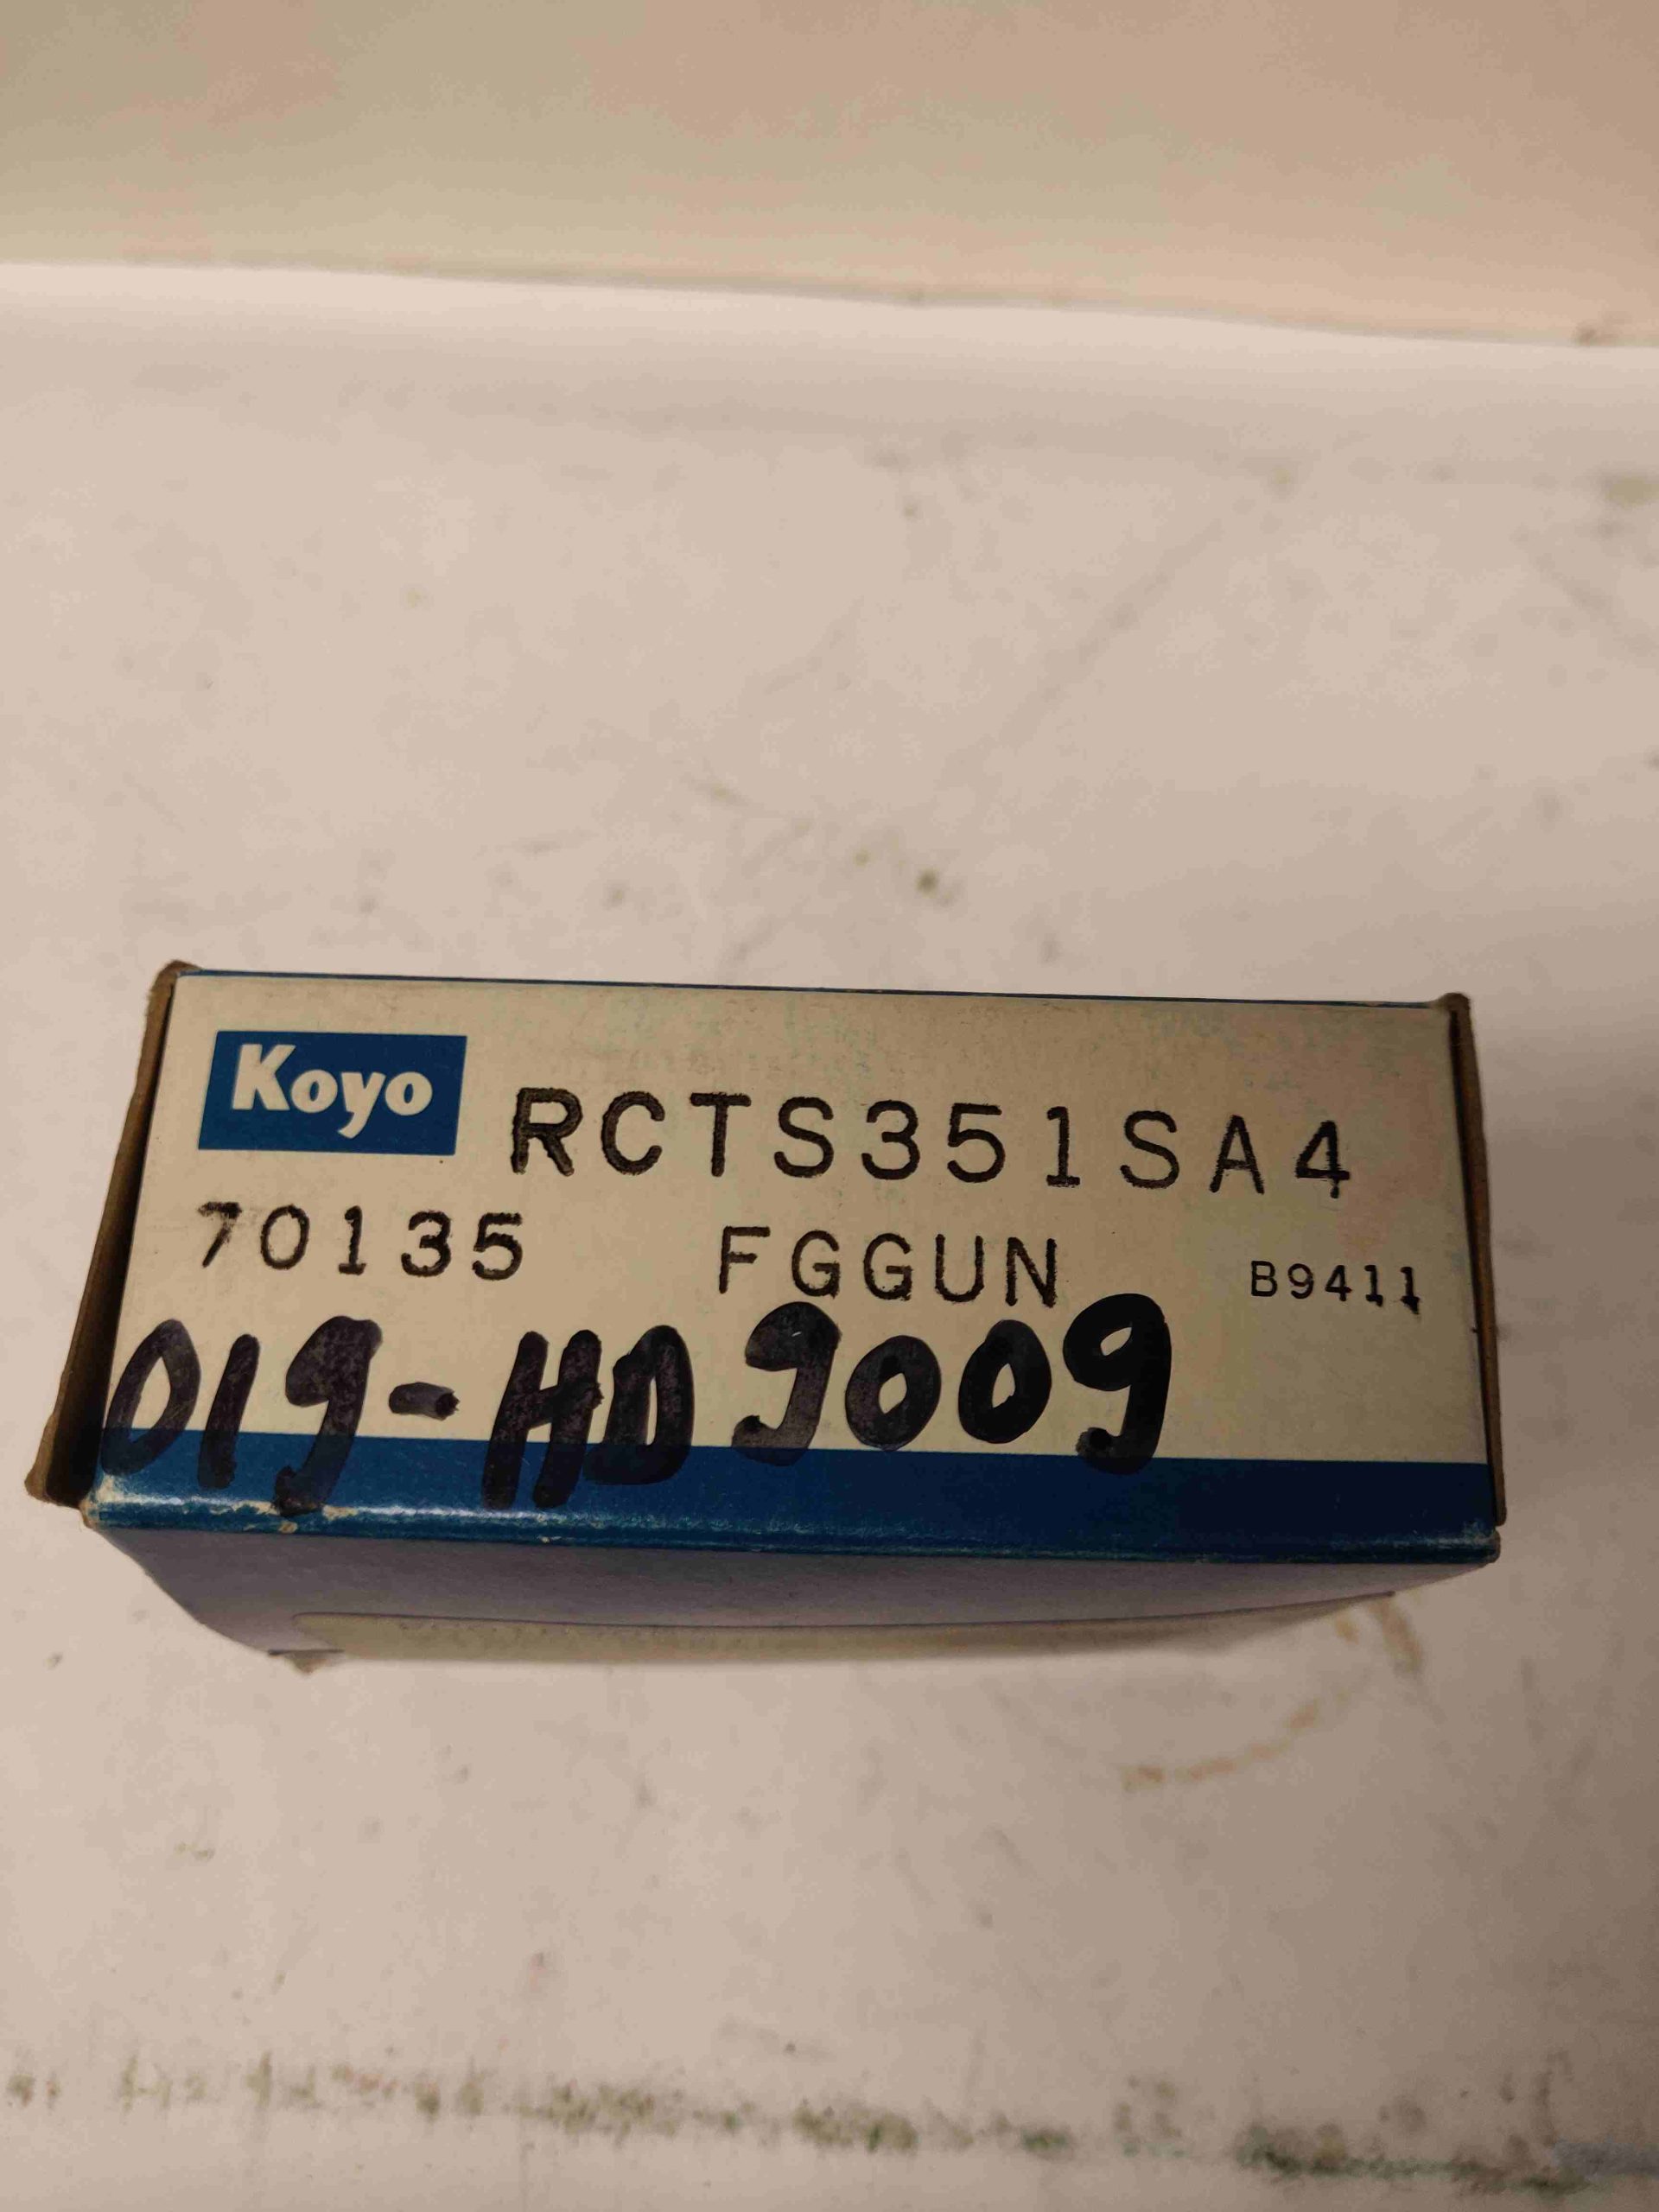 Koyo RCTS351SA4
70135 FGGUN B9411
019-HD9009